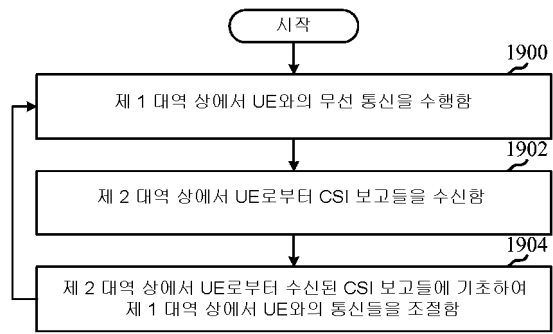 시작
1900
제 1 대역 상에서 UE와의 무선 통신을 수행함
1902
제 2 대역 상에서 UE로부터 CSI 보고들을 수신함
1904
제 2 대역 상에서 UE로부터 수신된 CSI 보고들에 기초하여
제 1 대역 상에서 UE와의 통신들을 조절함